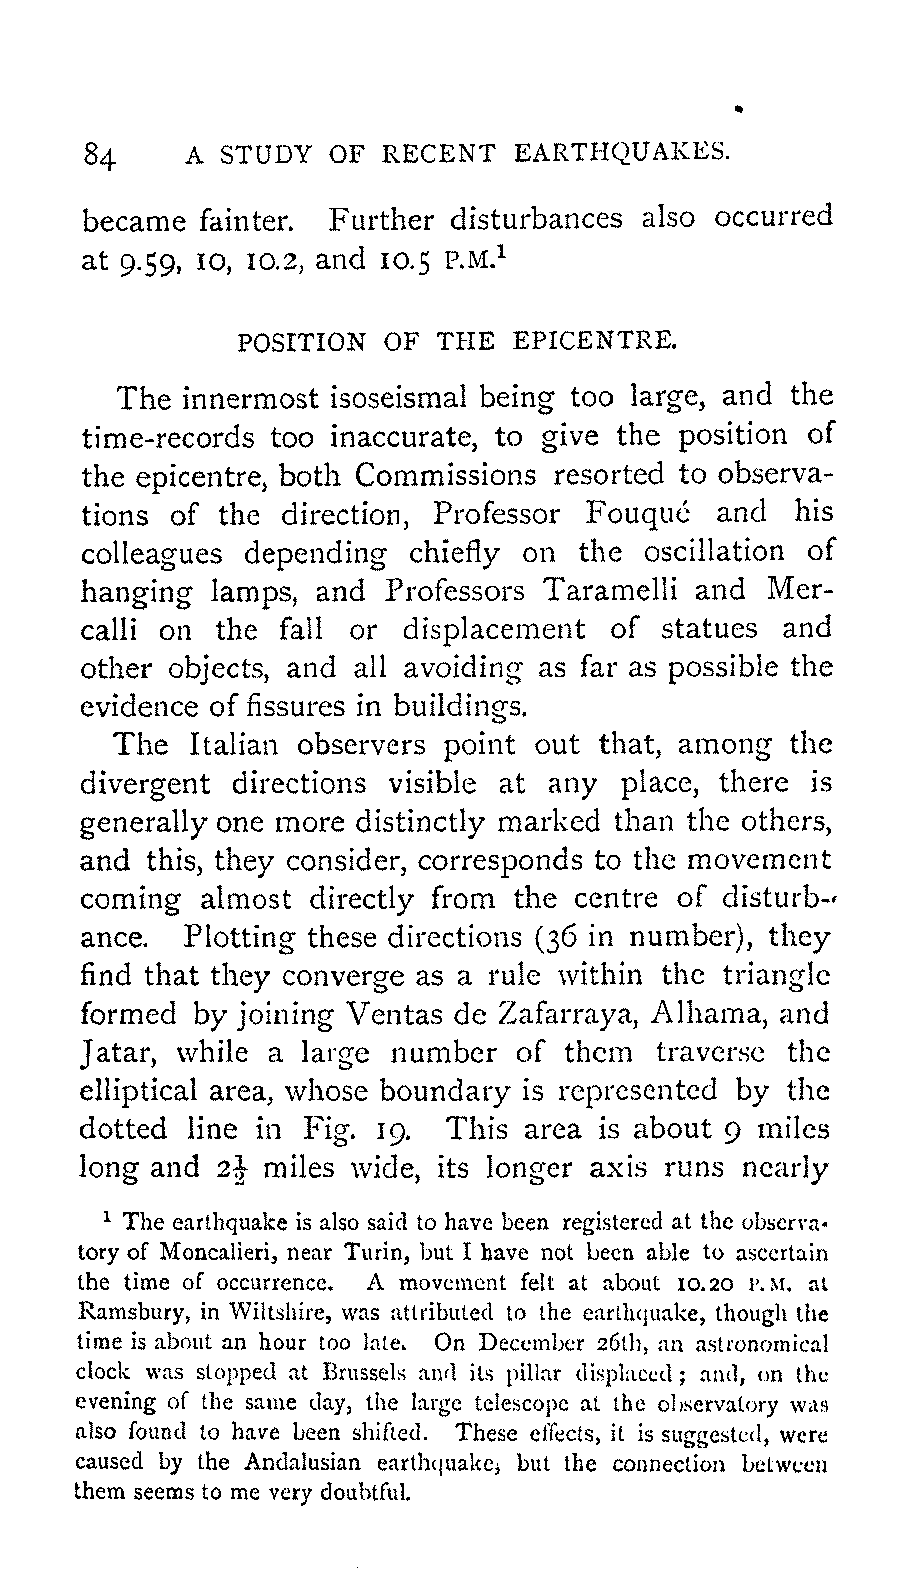 84 A STUDY OF RECENT EARTHQUAKES.
became fainter. Further disturbances also occurred
at 9.59, 10, 10.2, and 10.5 P.M.¹
POSITION OF THE EPICENTRE.
The innermost isoseismal being too large, and the
time-records too inaccurate, to give the position of
the epicentre, both Commissions resorted to observa-
tions of the direction, Professor Fouqué and his
colleagues depending chiefly on the oscillation of
hanging lamps, and Professors Taramelli and Mer-
calli on the fall or displacement of statues and
other objects, and all avoiding as far as possible the
evidence of fissures in buildings.
The Italian observers point out that, among the
divergent directions visible at any place, there is
generally one more distinctly marked than the others,
and this, they consider, corresponds to the movement
coming almost directly from the centre of disturb-
ance. Plotting these directions (36 in number), they
find that they converge as a rule within the triangle
formed by joining Ventas de Zafarraya, Alhama, and
Jatar, while a large number of them traverse the
elliptical area, whose boundary is represented by the
dotted line in Fig. 19. This area is about 9 miles
long and 2½ miles wide, its longer axis runs nearly
¹ The earthquake is also said to have been registered at the observa-
tory of Moncalieri, near Turin, but I have not been able to ascertain
the time of occurrence. A movement felt at about 10.20 P.M. at
Ramsbury, in Wiltshire, was attributed to the earthquake, though the
time is about an hour too late. On December 26th, an astronomical
clock was stopped at Brussels and its pillar displaced; and, on the
evening of the same day, the large telescope at the observatory was
also found to have been shifted. These effects, it is suggested, were
caused by the Andalusian earthquake, but the connection between
them seems to me very doubtful.